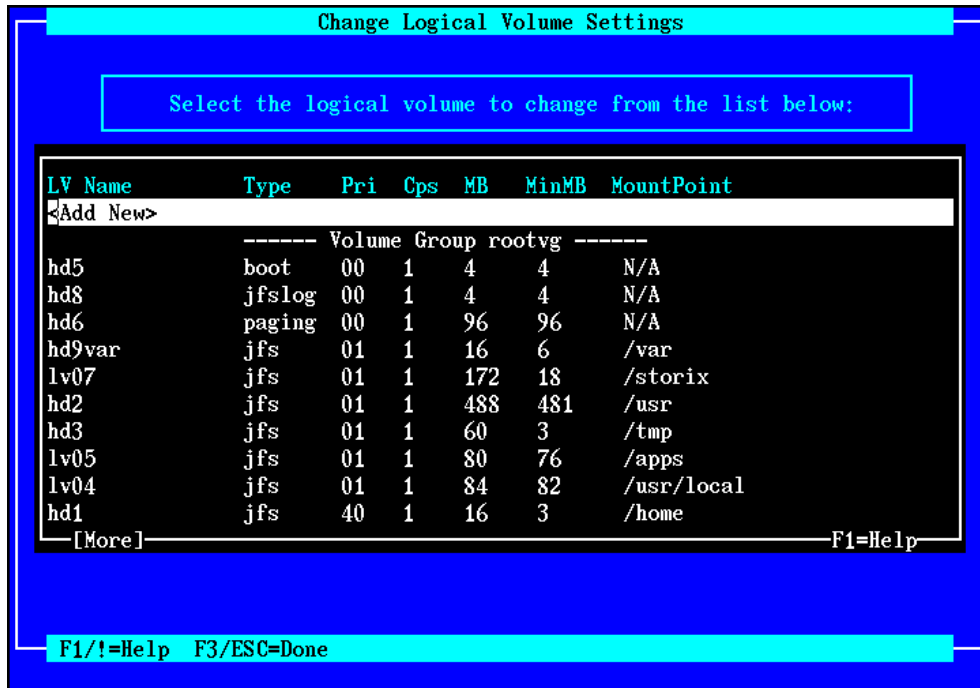 Change Logical Volume Settings
Select the logical volume to change from the list below:
LV Name Type Pri Cps MB MinMB MountPoint
<Add New>
------ Volume Group rootvg ------
hd5 boot 00 1 4 4 N/A
hd8 jfslog 00 1 4 4 N/A
hd6 paging 00 1 96 96 N/A
hd9var jfs 01 1 16 6 /var
lv07 jfs 01 1 172 18 /storix
hd2 jfs 01 1 488 481 /usr
hd3 jfs 01 1 60 3 /tmp
lv05 jfs 01 1 80 76 /apps
lv04 jfs 01 1 84 82 /usr/local
hd1 jfs 40 1 16 3 /home
[More] F1=Help
F1/!=Help F3/ESC=Done